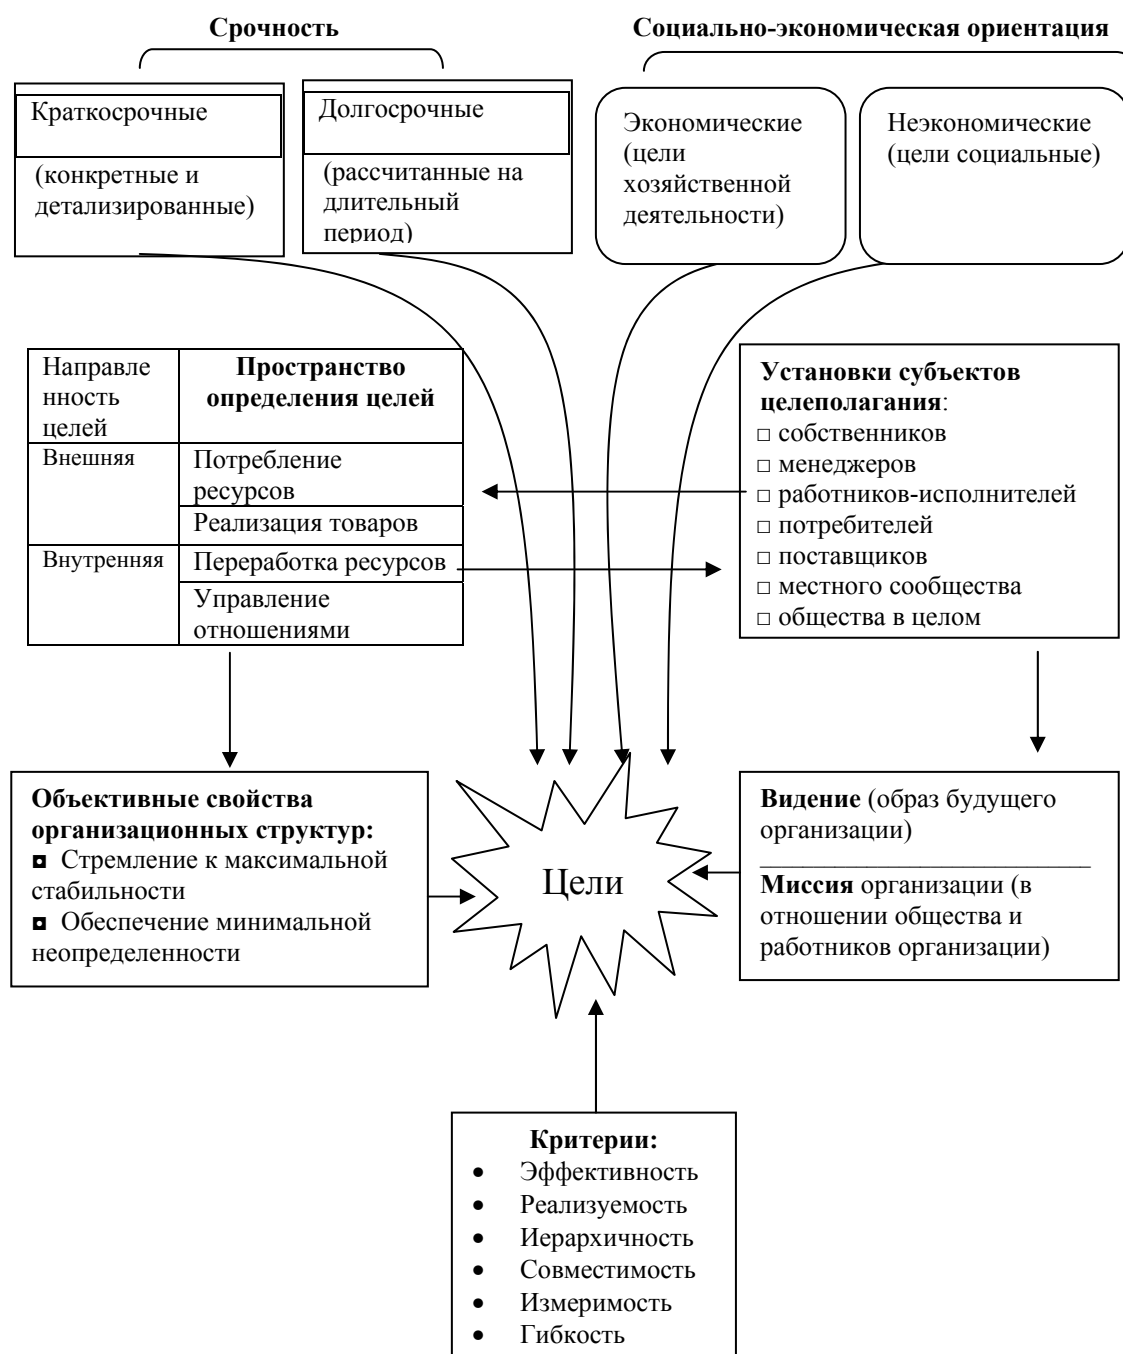 Срочность
Социально-экономическая ориентация
Краткосрочные
(конкретные и
детализированные)
Долгосрочные
(рассчитанные на
длительный
период)
Экономические
(цели
хозяйственной
деятельности)
Неэкономические
(цели социальные)
Направле
нность
целей
Пространство
определения целей
Внешняя
Потребление
ресурсов
Реализация товаров
Внутренняя
Переработка ресурсов
Управление
отношениями
Установки субъектов
целеполагания:
□ собственников
□ менеджеров
□ работников-исполнителей
□ потребителей
□ поставщиков
□ местного сообщества
□ общества в целом
Объективные свойства
организационных структур:
◘ Стремление к максимальной
стабильности
◘ Обеспечение минимальной
неопределенности
Цели
Видение (образ будущего
организации)
Миссия организации (в
отношении общества и
работников организации)
Критерии:
• Эффективность
• Реализуемость
• Иерархичность
• Совместимость
• Измеримость
• Гибкость